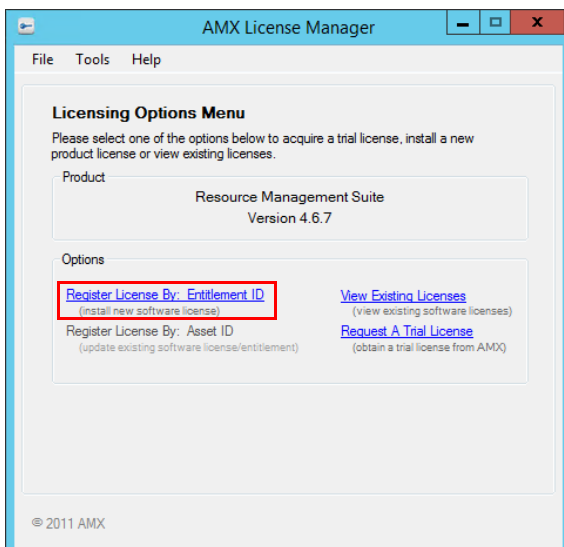 AMX License Manager
File Tools Help
Licensing Options Menu
Please select one of the options below to acquire a trial license, install a new
product license or view existing licenses.
Product
Resource Management Suite
Version 4.6.7
Options
Register License By: Entitlement ID
(install new software license)
View Existing Licenses
(view existing software licenses)
Register License By: Asset ID
(update existing software license/entitlement)
Request A Trial License
(obtain a trial license from AMX)
© 2011 AMX